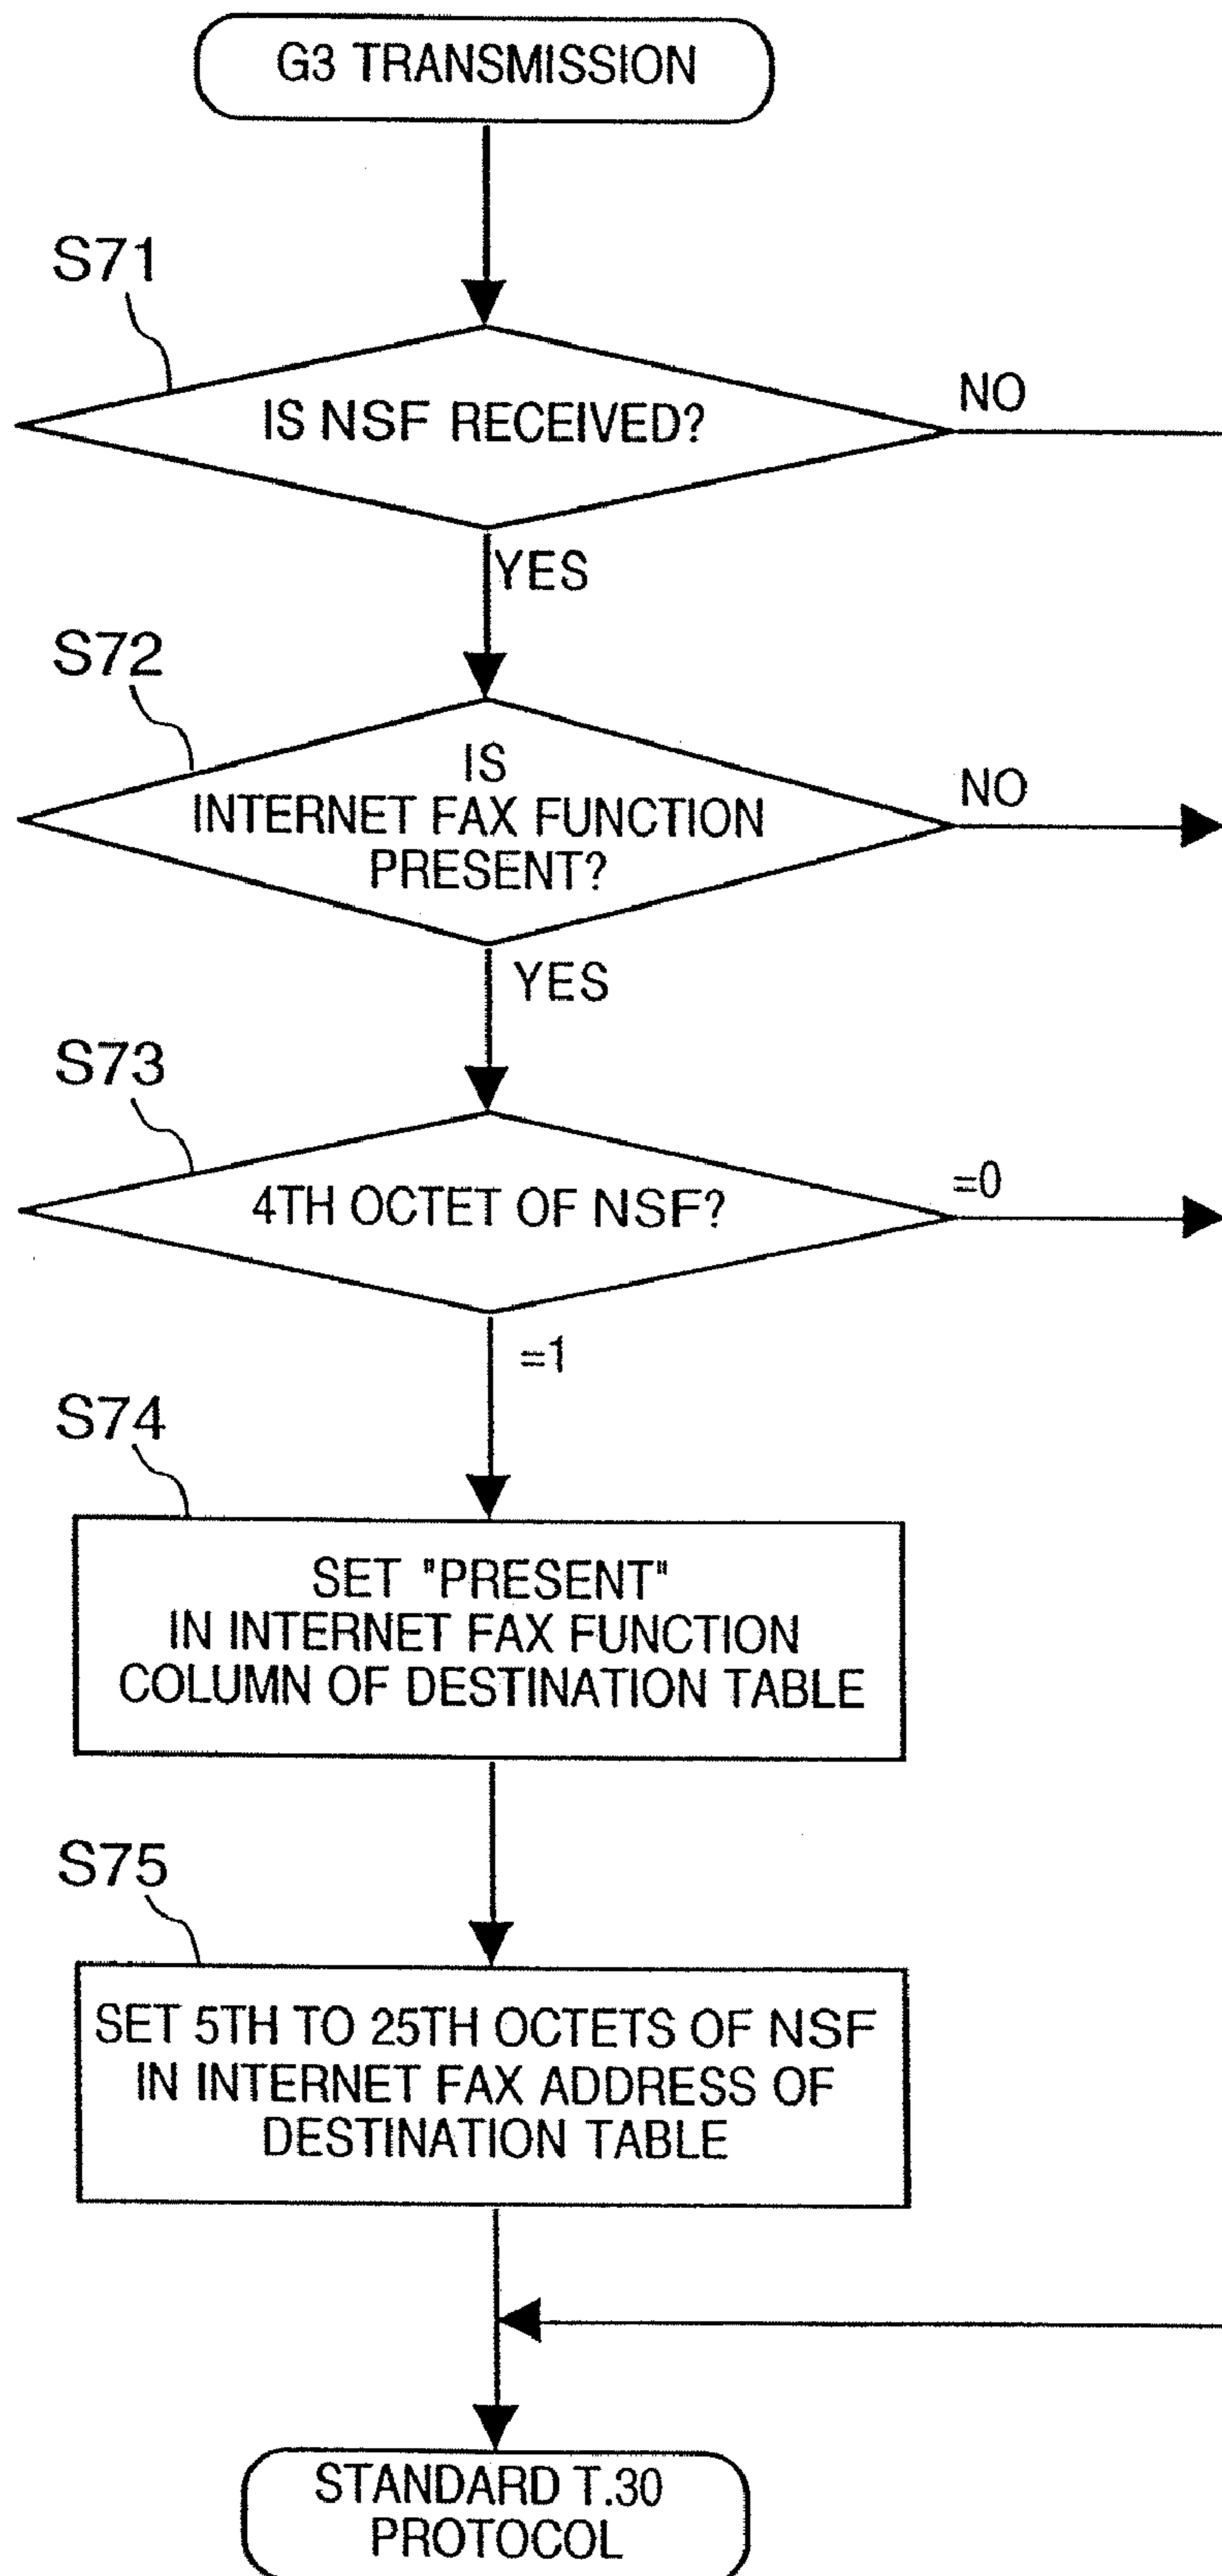 G3 TRANSMISSION
S71
IS NSF RECEIVED?
NO
YES
S72
IS
INTERNET FAX FUNCTION
PRESENT?
NO
YES
S73
4TH OCTET OF NSF?
=0
=1
S74
SET "PRESENT"
IN INTERNET FAX FUNCTION
COLUMN OF DESTINATION TABLE
S75
SET 5TH TO 25TH OCTETS OF NSF
IN INTERNET FAX ADDRESS OF
DESTINATION TABLE
STANDARD T.30
PROTOCOL